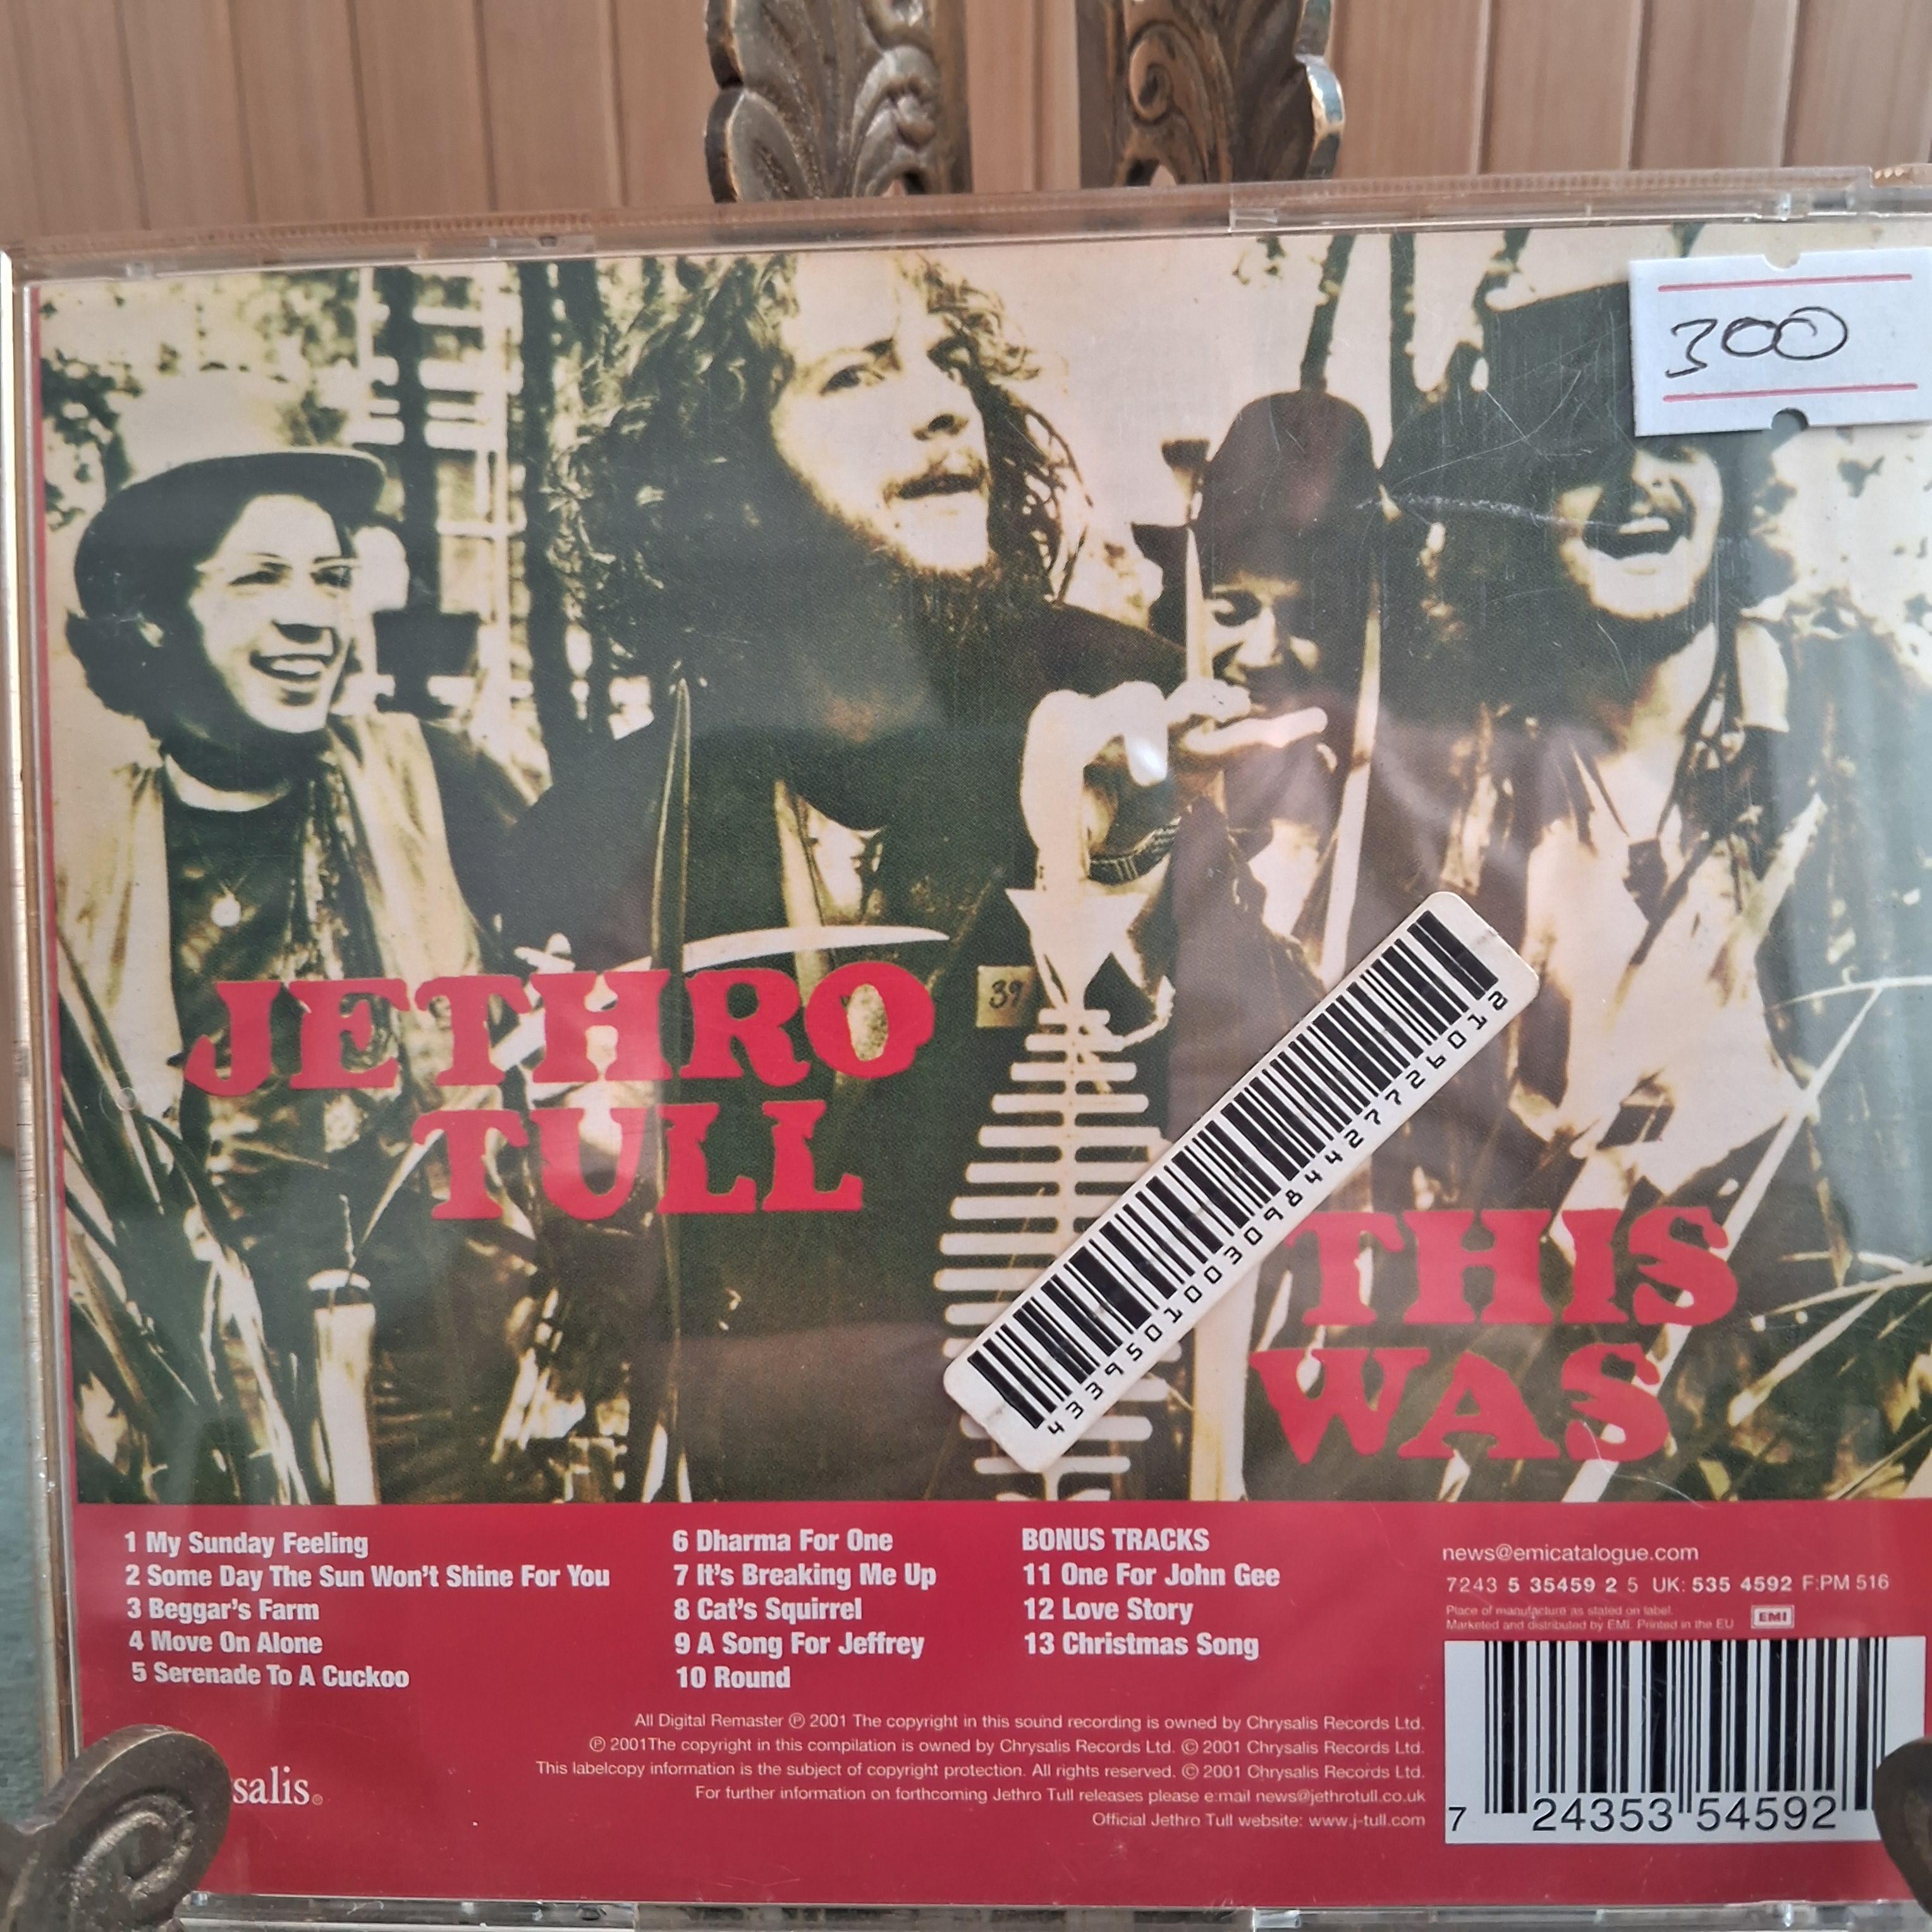 300
JETHRO
TULL
39
4339501003098442772601 2
THIS
WAS
1 My Sunday Feeling
2 Some Day The Sun Won't Shine For You
3 Beggar's Farm
4 Move On Alone
5 Serenade To A Cuckoo
6 Dharma For One
7 It's Breaking Me Up
8 Cat's Squirrel
9 A Song For Jeffrey
10 Round
BONUS TRACKS
11 One For John Gee
12 Love Story
13 Christmas Song
news@emicatalogue.com
7243 5 35459 2 5 UK: 535 4592 F:PM 516
Place of manufacture as stated on label.
Marketed and distributed by EMI. Printed in the EU
EMI
All Digital Remaster ℗ 2001 The copyright in this sound recording is owned by Chrysalis Records Ltd.
℗ 2001The copyright in this compilation is owned by Chrysalis Records Ltd. © 2001 Chrysalis Records Ltd.
This labelcopy information is the subject of copyright protection. All rights reserved. © 2001 Chrysalis Records Ltd.
For further information on forthcoming Jethro Tull releases please e:mail news@jethrotull.co.uk
Official Jethro Tull website: www.j-tull.com
salis®
7 24353 54592